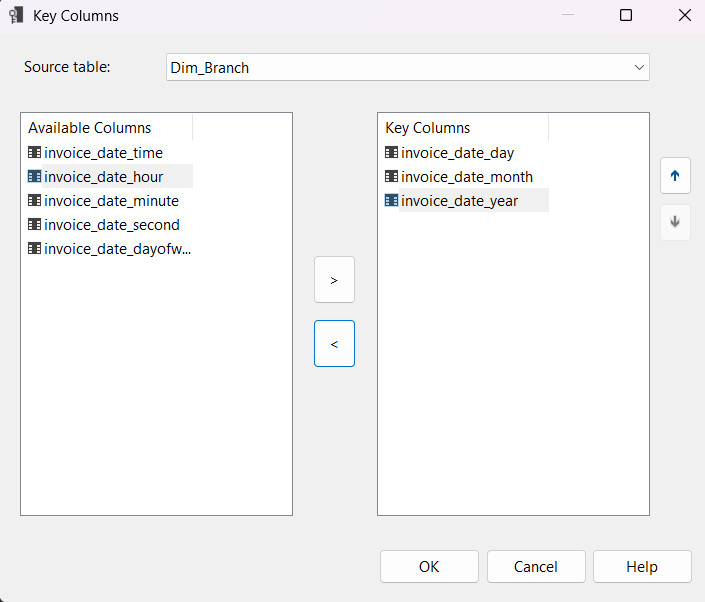 Key Columns
Source table:
Dim_Branch
Available Columns
invoice_date_time
invoice_date_hour
invoice_date_minute
invoice_date_second
invoice_date_dayofw...
Key Columns
invoice_date_day
invoice_date_month
invoice_date_year
>
<
OK
Cancel
Help